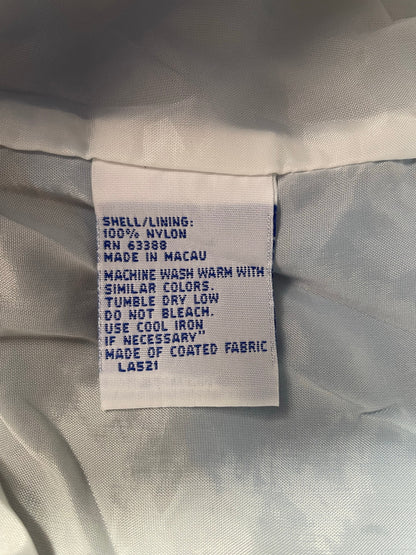 SHELL/LINING:
100% NYLON
RN 63388
MADE IN MACAU
MACHINE WASH WARM WITH
SIMILAR COLORS.
TUMBLE DRY LOW
DO NOT BLEACH.
USE COOL IRON
IF NECESSARY"
MADE OF COATED FABRIC
LA521